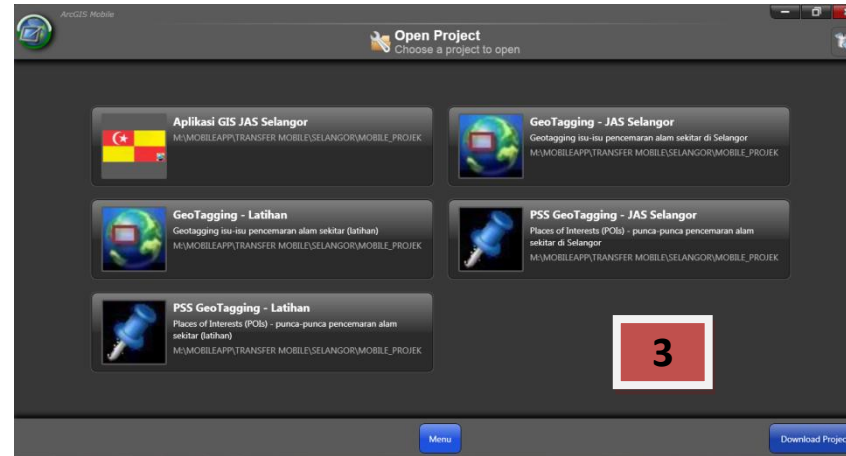 ArcGIS Mobile
Open Project
Choose a project to open
Aplikasi GIS JAS Selangor
M:\MOBILEAPP\TRANSFER MOBILE\SELANGOR\MOBILE_PROJEK
GeoTagging - JAS Selangor
Geotagging isu-isu pencemaran alam sekitar di Selangor
M:\MOBILEAPP\TRANSFER MOBILE\SELANGOR\MOBILE_PROJEK
GeoTagging - Latihan
Geotagging isu-isu pencemaran alam sekitar (latihan)
M:\MOBILEAPP\TRANSFER MOBILE\SELANGOR\MOBILE_PROJEK
PSS GeoTagging - JAS Selangor
Places of Interests (POIs) - punca-punca pencemaran alam
sekitar di Selangor
M:\MOBILEAPP\TRANSFER MOBILE\SELANGOR\MOBILE_PROJEK
PSS GeoTagging - Latihan
Places of Interests (POIs) - punca-punca pencemaran alam
sekitar (latihan)
M:\MOBILEAPP\TRANSFER MOBILE\SELANGOR\MOBILE_PROJEK
3
Menu
Download Projec